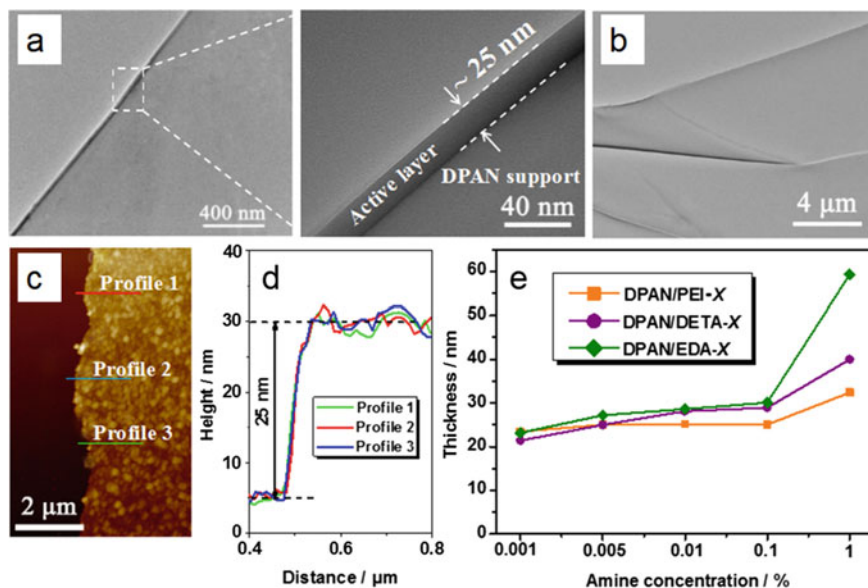 a
400 nm
~ 25 nm
Active layer
DPAN support
40 nm
b
4 μm
c
Profile 1
Profile 2
Profile 3
2 μm
d
Height / nm
40
30
20
10
0
25 nm
Profile 1
Profile 2
Profile 3
0.4 0.6 0.8
Distance / μm
e
Thickness / nm
60
50
40
30
20
10
0
DPAN/PEI-X
DPAN/DETA-X
DPAN/EDA-X
0.001 0.005 0.01 0.1 1
Amine concentration / %